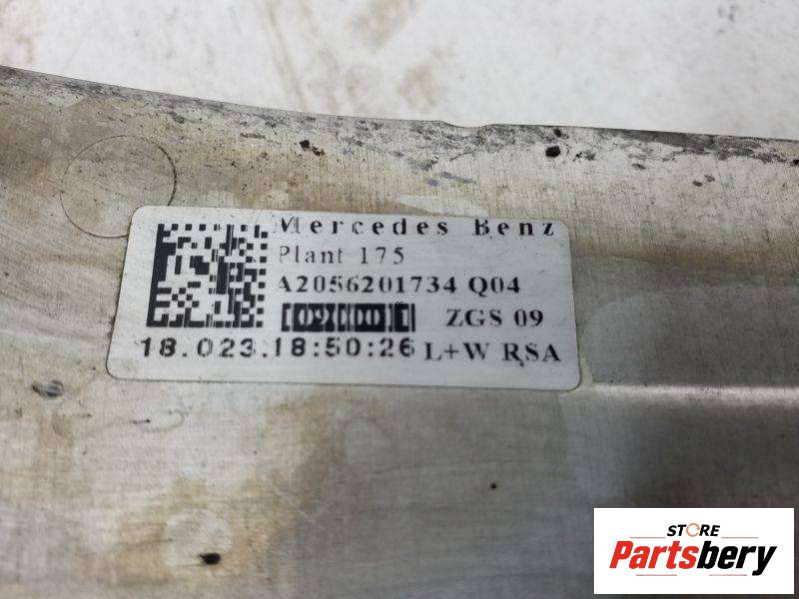 Mercedes Benz
Plant 175
A2056201734 Q04
ZGS 09
18.023.18:50:26 L+W RSA
STORE
Partsbery